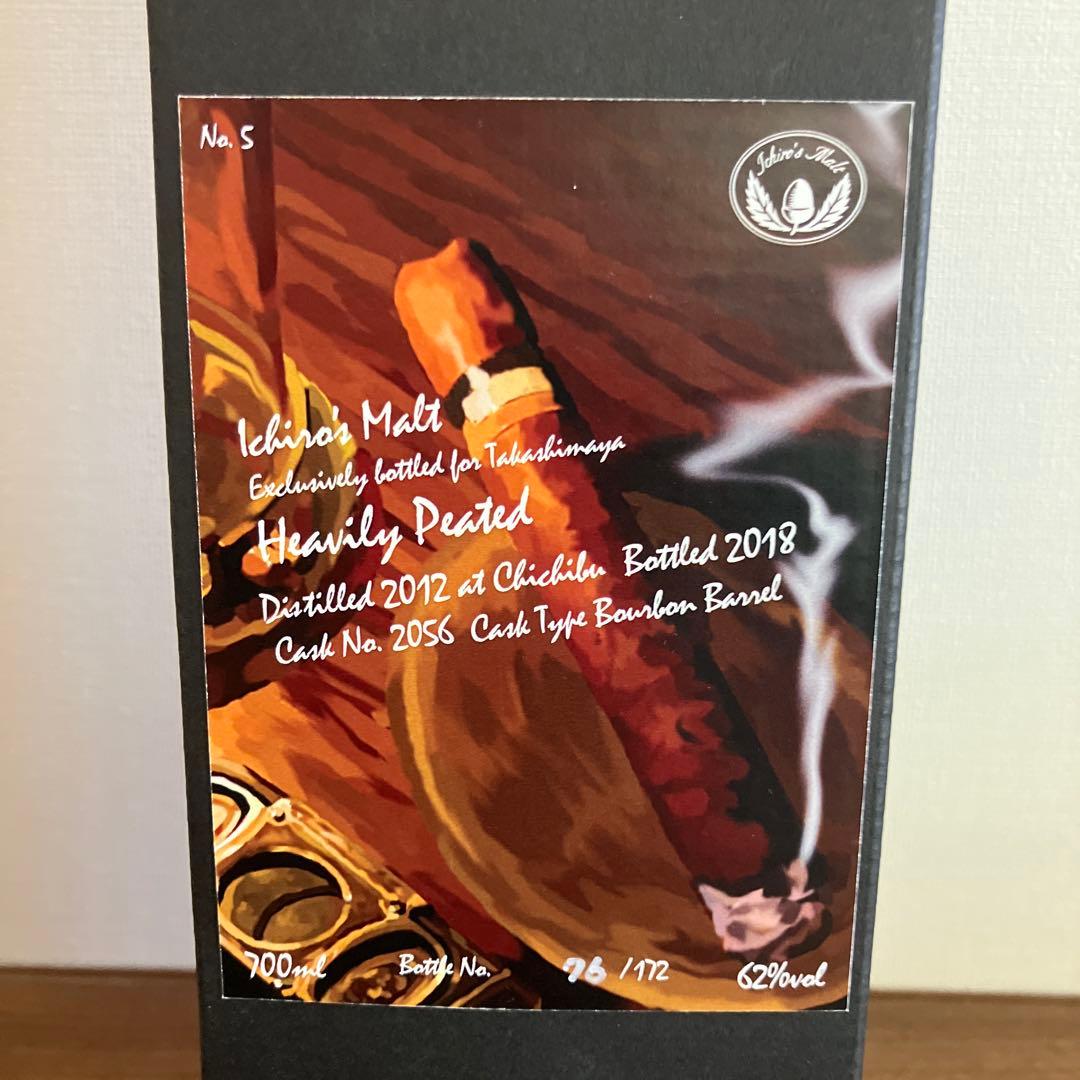 No. 5
Ichiro's Malt
Ichiro's Malt
Exclusively bottled for Takashimaya
Heavily Peated
Distilled 2012 at Chichibu Bottled 2018
Cask No. 2056 Cask Type Bourbon Barrel
700ml Bottle No. 76 /172 62%vol